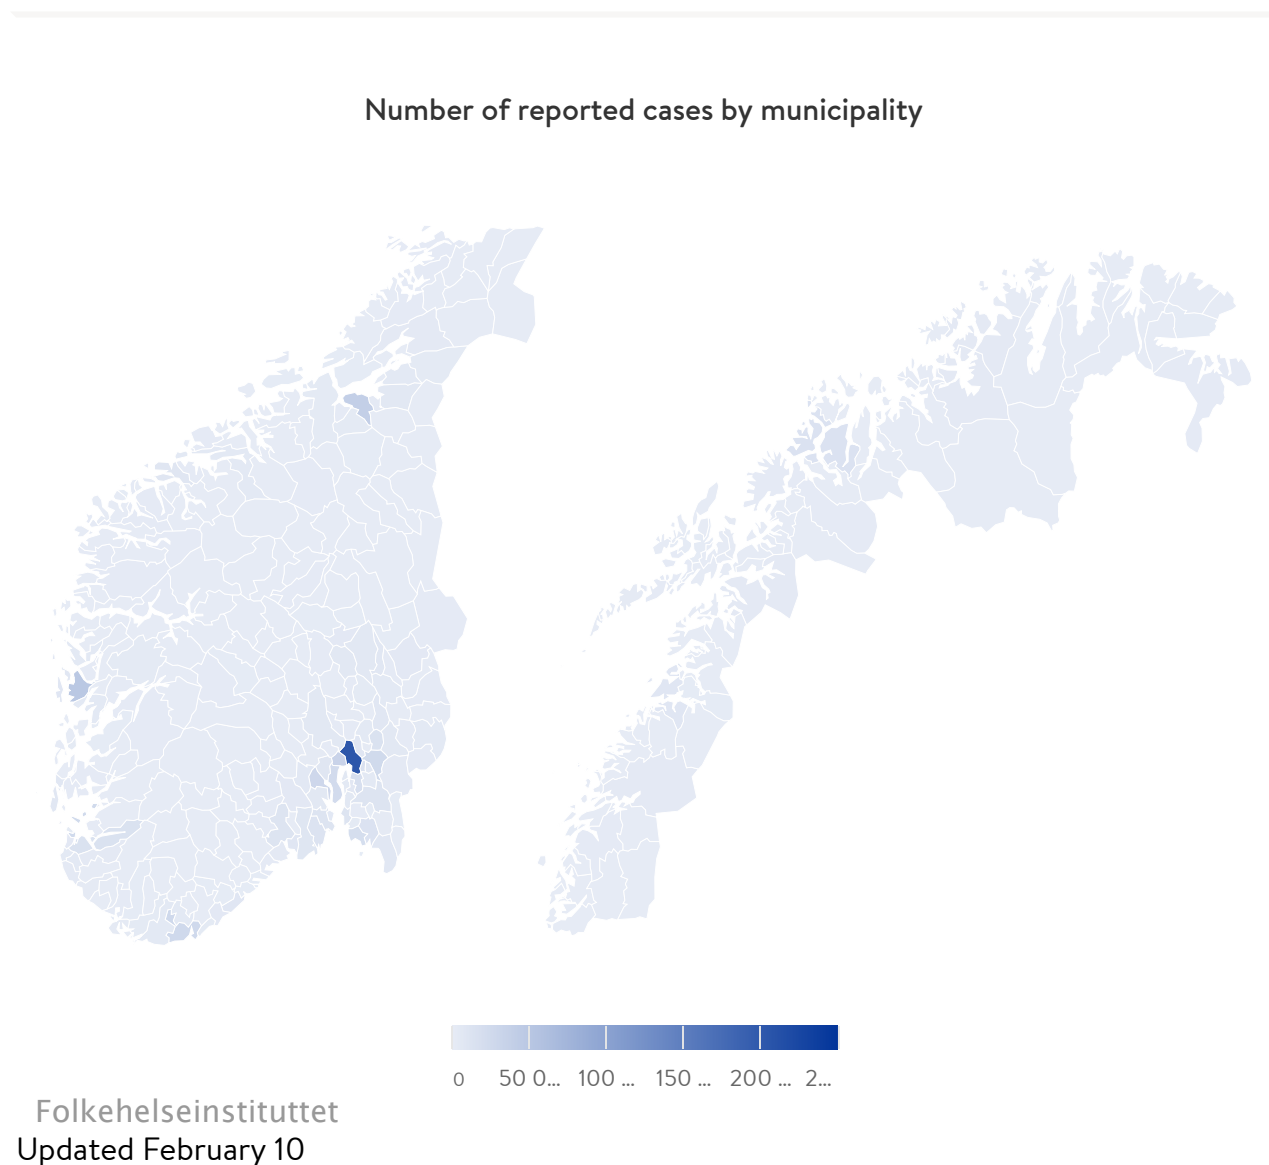 Number of reported cases by municipality
0 50 0... 100 ... 150 ... 200 ... 2...
Folkehelseinstituttet
Updated February 10